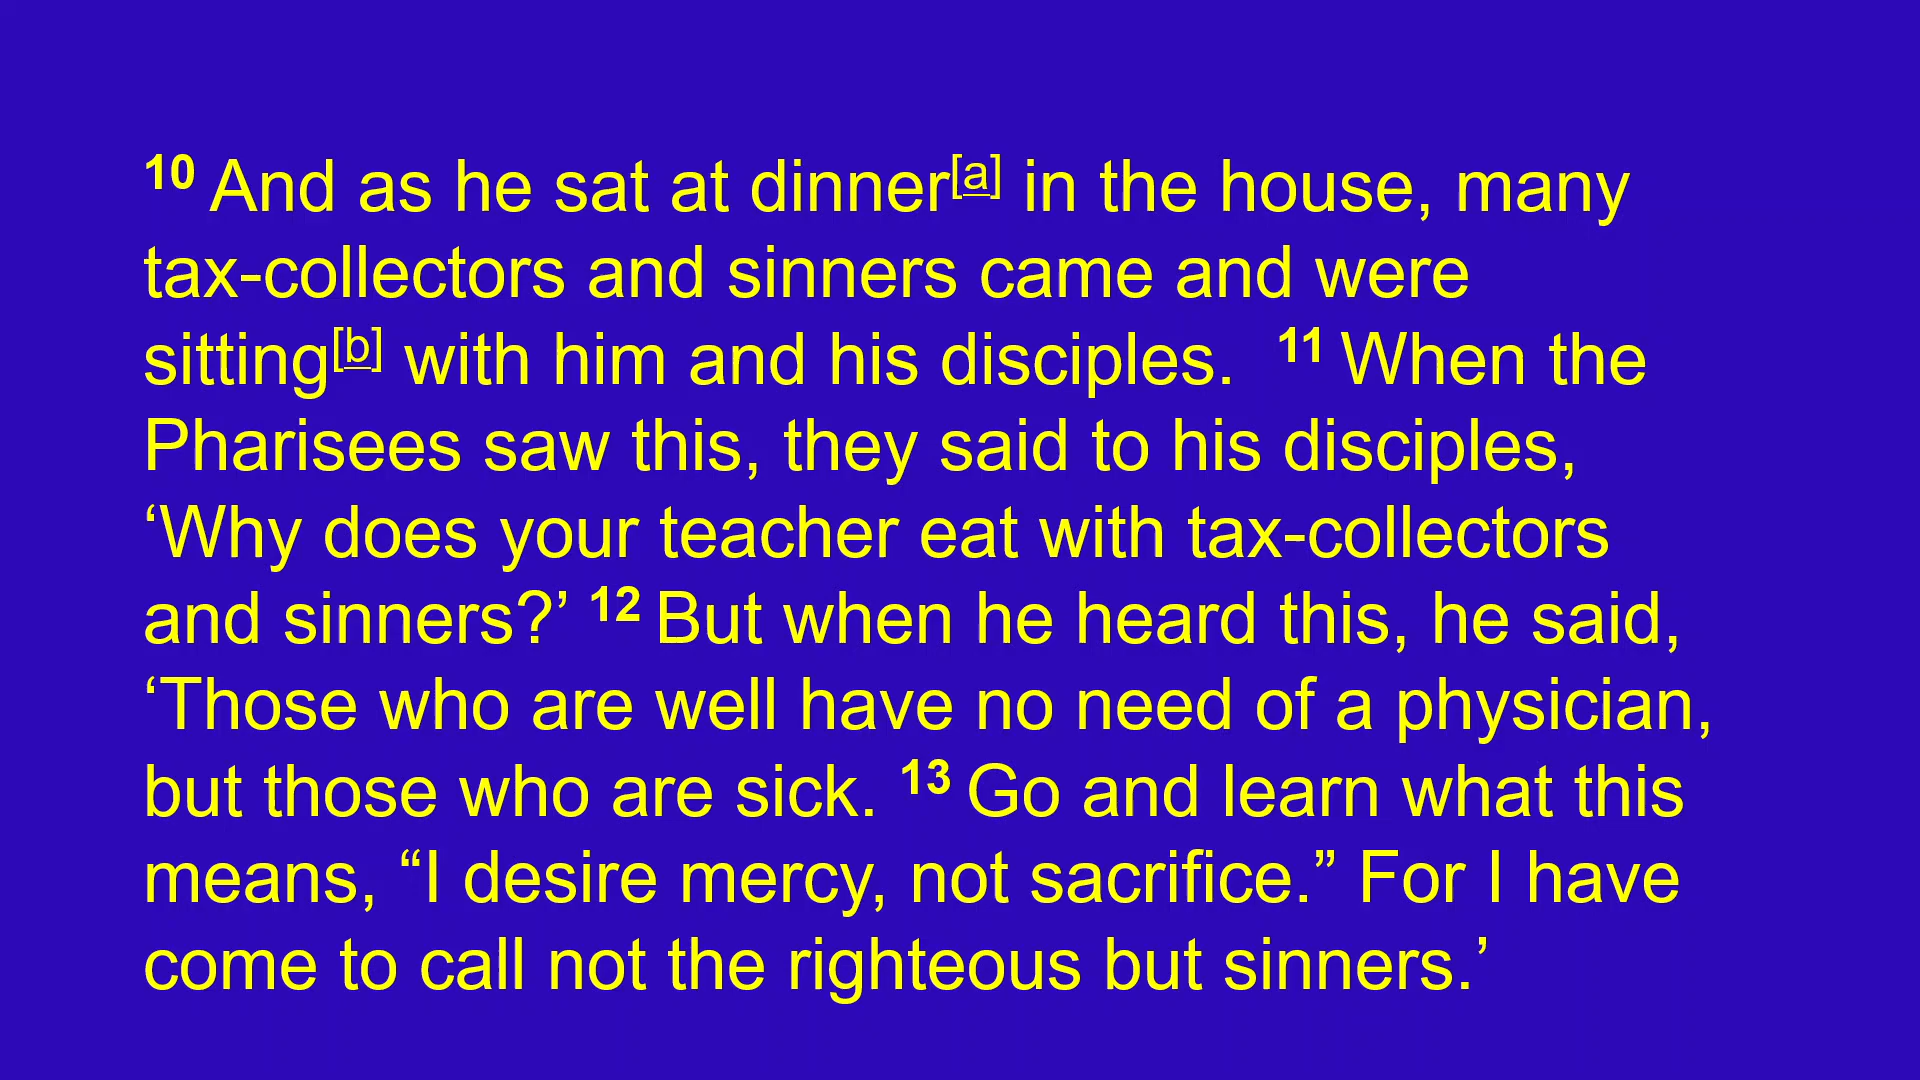 10 And as he sat at dinner[a] in the house, many
tax-collectors and sinners came and were
sitting[b] with him and his disciples.  11 When the
Pharisees saw this, they said to his disciples,
‘Why does your teacher eat with tax-collectors
and sinners?’ 12 But when he heard this, he said,
‘Those who are well have no need of a physician,
but those who are sick. 13 Go and learn what this
means, “I desire mercy, not sacrifice.” For I have
come to call not the righteous but sinners.’